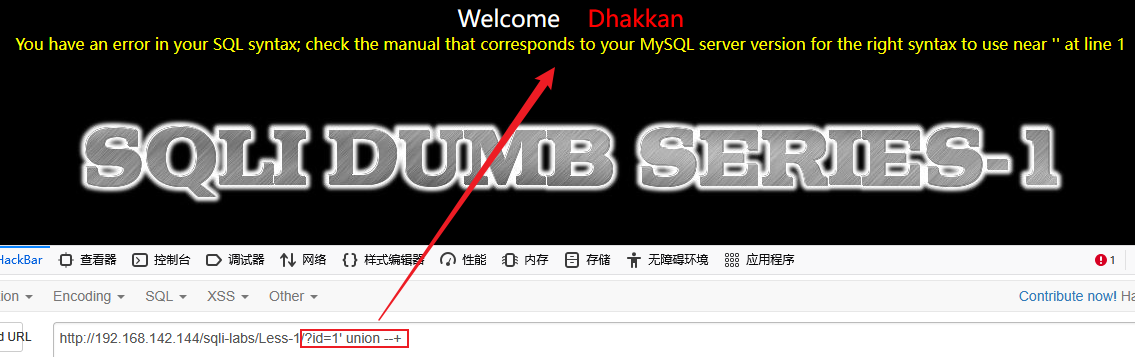 Welcome Dhakkan
You have an error in your SQL syntax; check the manual that corresponds to your MySQL server version for the right syntax to use near '' at line 1
SQLI DUMB SERIES-1
HackBar 查看器 控制台 调试器 网络 样式编辑器 性能 内存 存储 无障碍环境 应用程序 1
Encoding SQL XSS Other Contribute now!
URL http://192.168.142.144/sqli-labs/Less-1/?id=1' union --+